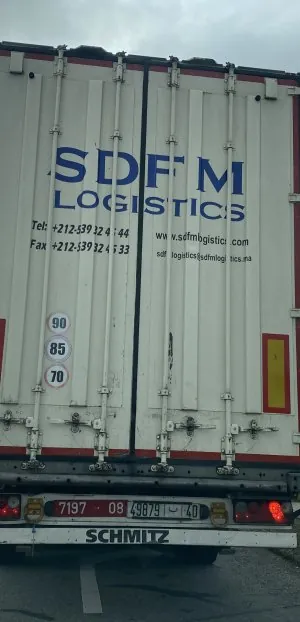 SDFM
LOGISTICS
Tel: +212-539 32 45 44
Fax +212-539 32 45 33
www.sdfmlogistics.com
sdfmlogistics@sdfmlogistics.ma
90
85
70
7197 08
49879 ب 40
SCHMITZ